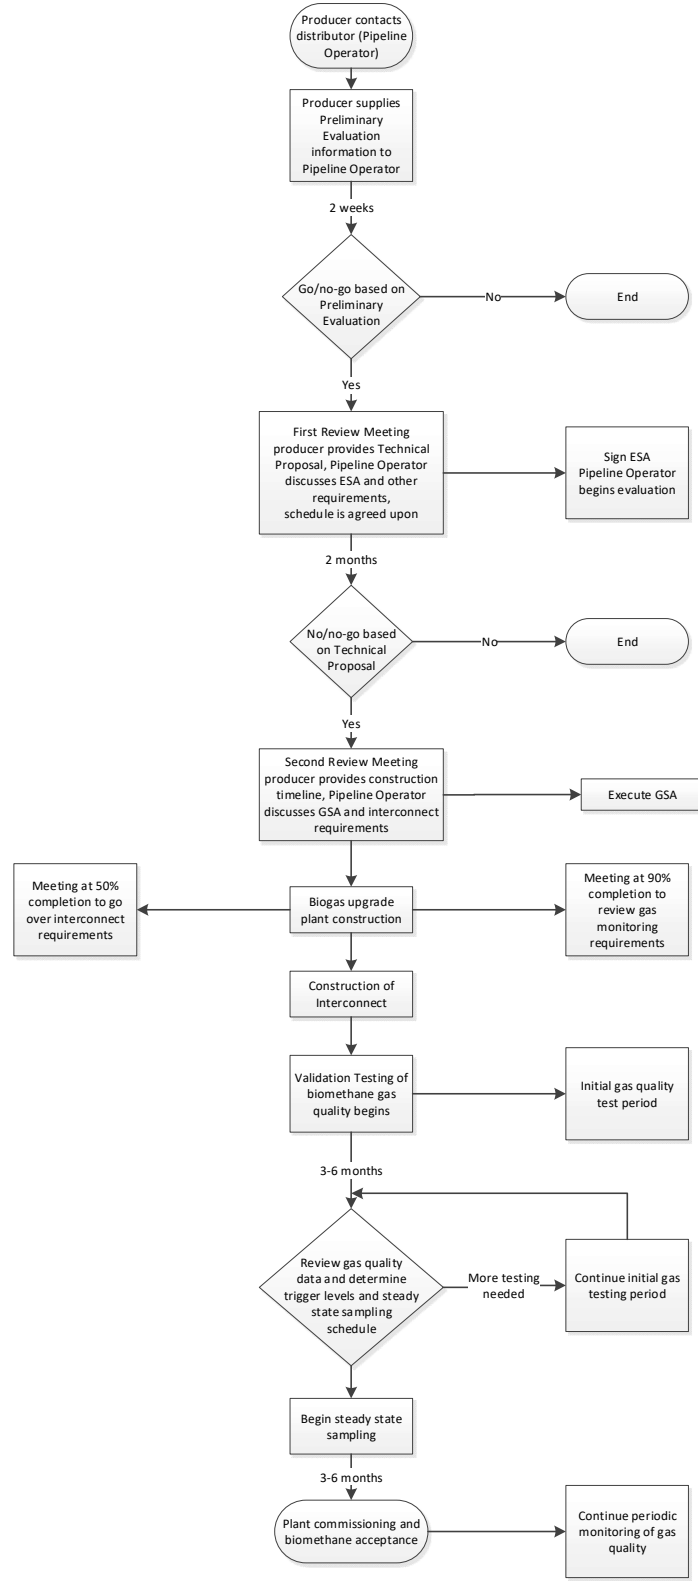 Producer contacts
distributor (Pipeline
Operator)
Producer supplies
Preliminary
Evaluation
information to
Pipeline Operator
2 weeks
Go/no-go based on
Preliminary
Evaluation
No
End
Yes
First Review Meeting
producer provides Technical
Proposal, Pipeline Operator
discusses ESA and other
requirements,
schedule is agreed upon
Sign ESA
Pipeline Operator
begins evaluation
2 months
No/no-go based
on Technical
Proposal
No
End
Yes
Second Review Meeting
producer provides construction
timeline, Pipeline Operator
discusses GSA and interconnect
requirements
Execute GSA
Meeting at 50%
completion to go
over interconnect
requirements
Biogas upgrade
plant construction
Meeting at 90%
completion to
review gas
monitoring
requirements
Construction of
Interconnect
Validation Testing of
biomethane gas
quality begins
Initial gas quality
test period
3-6 months
Review gas quality
data and determine
trigger levels and steady
state sampling
schedule
More testing
needed
Continue initial gas
testing period
Begin steady state
sampling
3-6 months
Plant commissioning and
biomethane acceptance
Continue periodic
monitoring of gas
quality